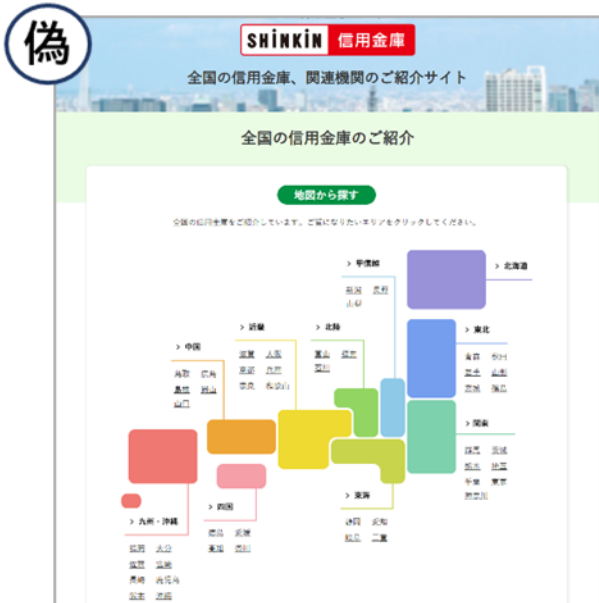 偽
SHiNKiN 信用金庫
全国の信用金庫、関連機関のご紹介サイト
全国の信用金庫のご紹介
地図から探す
全国の信用金庫をご紹介しています。ご覧になりたいエリアをクリックしてください。
> 甲信越
新潟 長野
山梨
> 北海道
> 東北
青森 秋田
岩手 山形
宮城 福島
> 関東
群馬 茨城
栃木 埼玉
千葉 東京
神奈川
> 北陸
富山 福井
石川
> 近畿
滋賀 大阪
京都 兵庫
奈良 和歌山
> 中国
鳥取 広島
島根 岡山
山口
> 東海
静岡 愛知
岐阜 三重
> 四国
徳島 愛媛
高知 香川
> 九州・沖縄
福岡 大分
佐賀 宮崎
長崎 鹿児島
熊本 沖縄